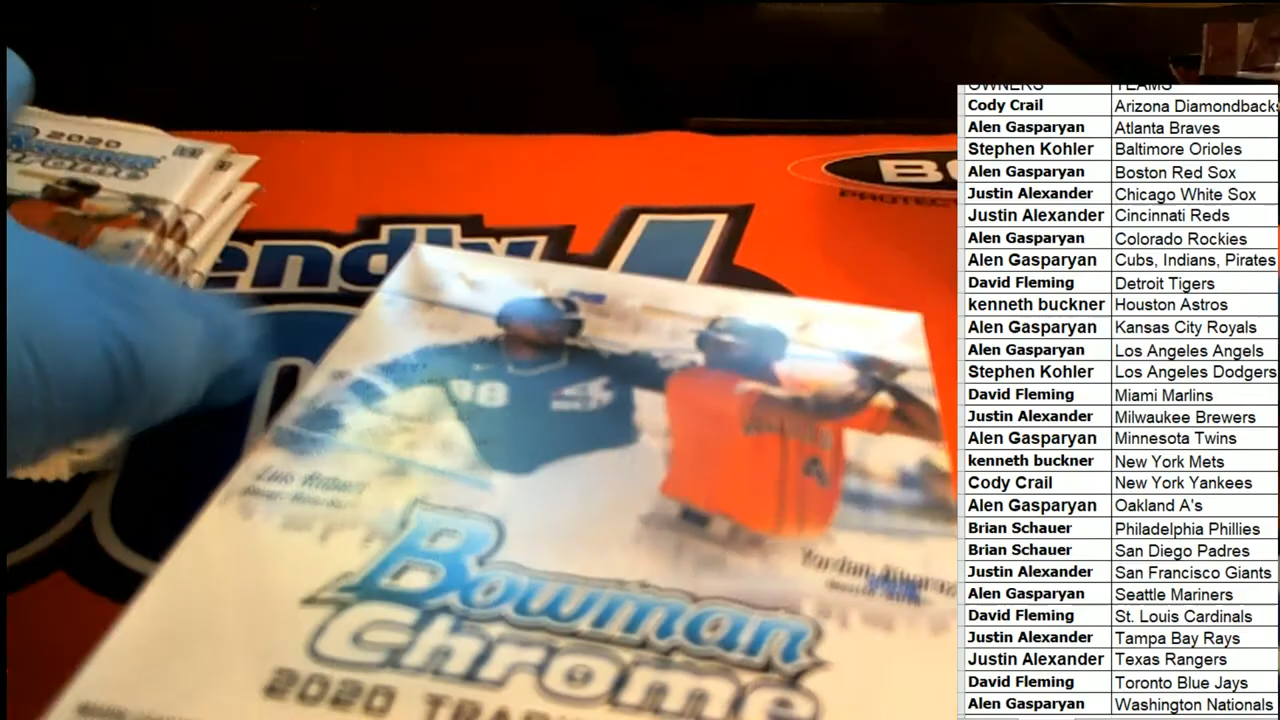 OWNERS TEAMS
Cody Crail Arizona Diamondbacks
Alen Gasparyan Atlanta Braves
Stephen Kohler Baltimore Orioles
Alen Gasparyan Boston Red Sox
Justin Alexander Chicago White Sox
Justin Alexander Cincinnati Reds
Alen Gasparyan Colorado Rockies
Alen Gasparyan Cubs, Indians, Pirates
David Fleming Detroit Tigers
kenneth buckner Houston Astros
Alen Gasparyan Kansas City Royals
Alen Gasparyan Los Angeles Angels
Stephen Kohler Los Angeles Dodgers
David Fleming Miami Marlins
Justin Alexander Milwaukee Brewers
Alen Gasparyan Minnesota Twins
kenneth buckner New York Mets
Cody Crail New York Yankees
Alen Gasparyan Oakland A's
Brian Schauer Philadelphia Phillies
Brian Schauer San Diego Padres
Justin Alexander San Francisco Giants
Alen Gasparyan Seattle Mariners
David Fleming St. Louis Cardinals
Justin Alexander Tampa Bay Rays
Justin Alexander Texas Rangers
David Fleming Toronto Blue Jays
Alen Gasparyan Washington Nationals
2020
Bowman
Chrome
endly
BC
PROTECT
Luis Robert
Yordan Alvarez
Bowman
Chrome
2020 TRAD